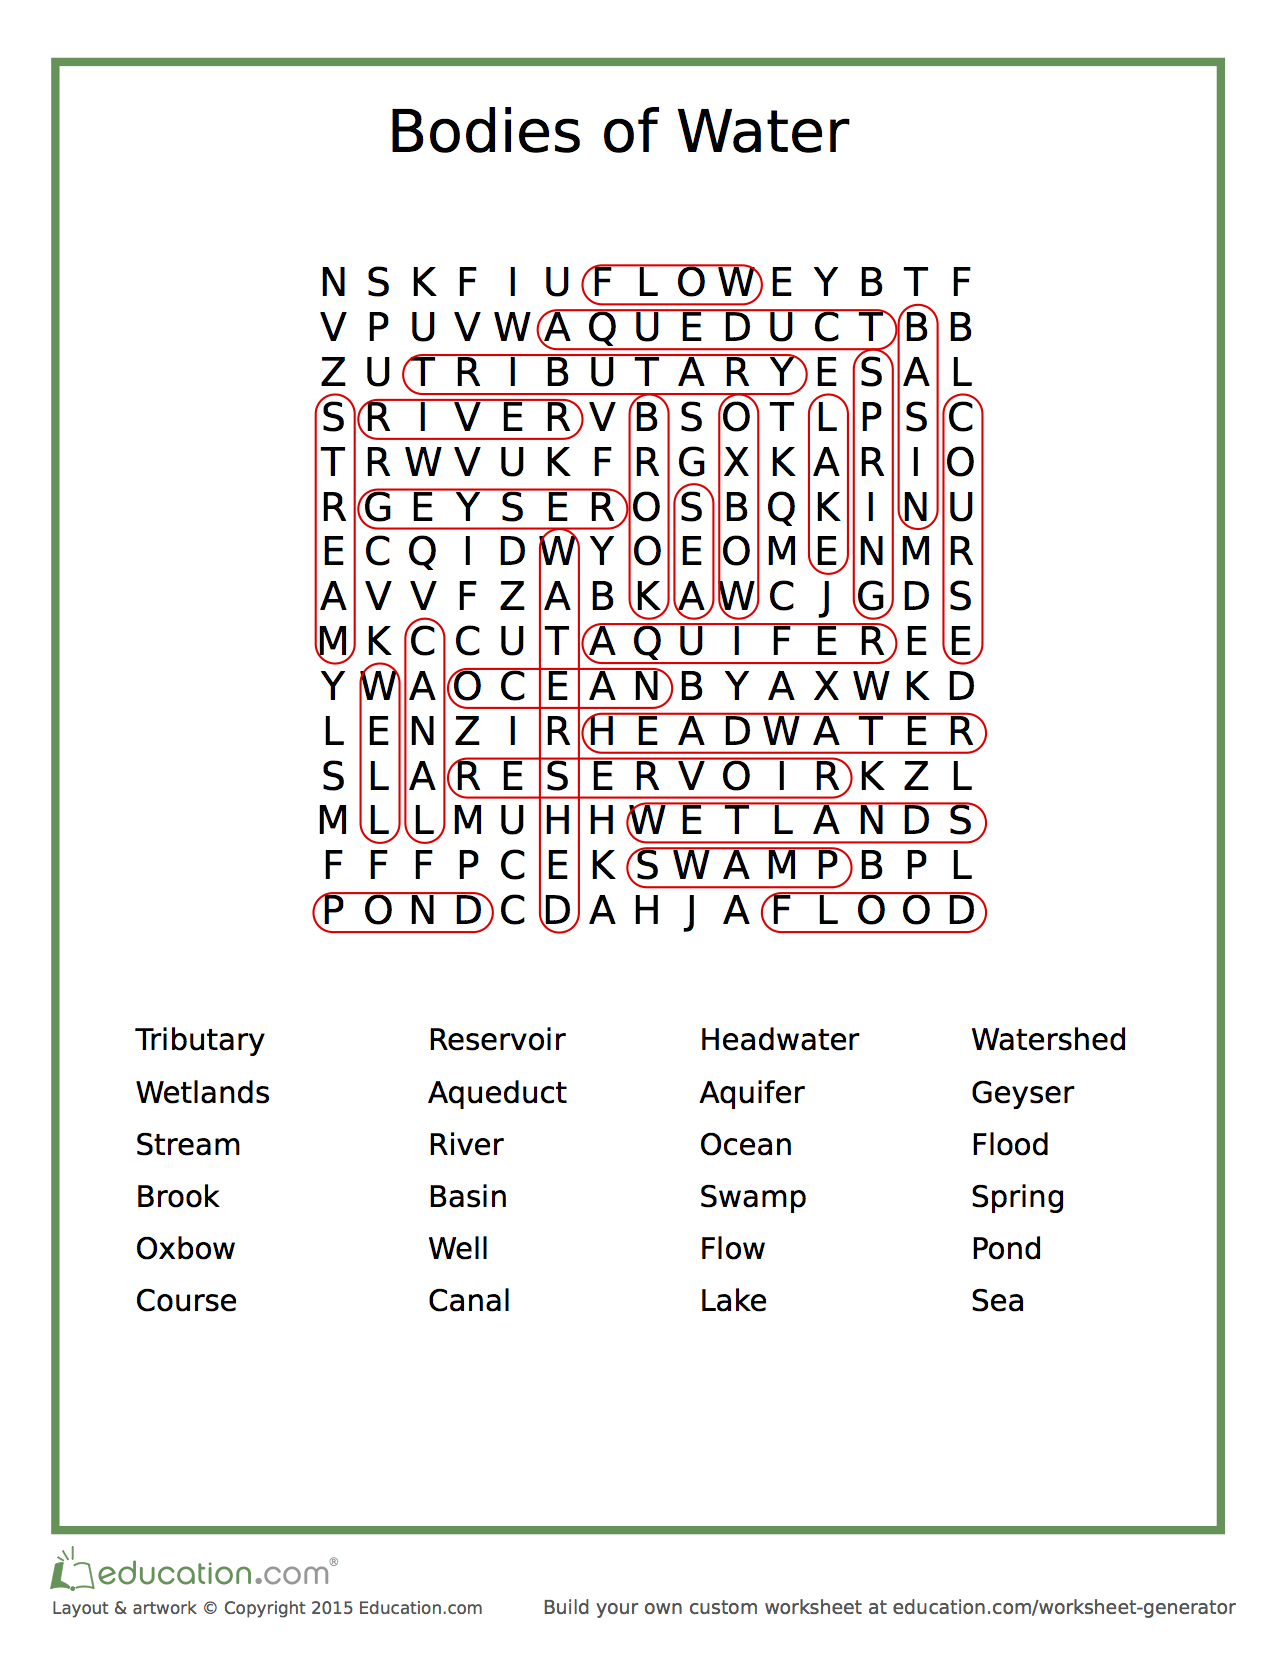 Bodies of Water
N S K F I U F L O W E Y B T F
V P U V W A Q U E D U C T B B
Z U T R I B U T A R Y E S A L
S R I V E R V B S O T L P S C
T R W V U K F R G X K A R I O
R G E Y S E R O S B Q K I N U
E C Q I D W Y O E O M E N M R
A V V F Z A B K A W C J G D S
M K C C U T A Q U I F E R E E
Y W A O C E A N B Y A X W K D
L E N Z I R H E A D W A T E R
S L A R E S E R V O I R K Z L
M L L M U H H W E T L A N D S
F F F P C E K S W A M P B P L
P O N D C D A H J A F L O O D
Tributary Reservoir Headwater Watershed
Wetlands Aqueduct Aquifer Geyser
Stream River Ocean Flood
Brook Basin Swamp Spring
Oxbow Well Flow Pond
Course Canal Lake Sea
education.com®
Layout & artwork © Copyright 2015 Education.com Build your own custom worksheet at education.com/worksheet-generator